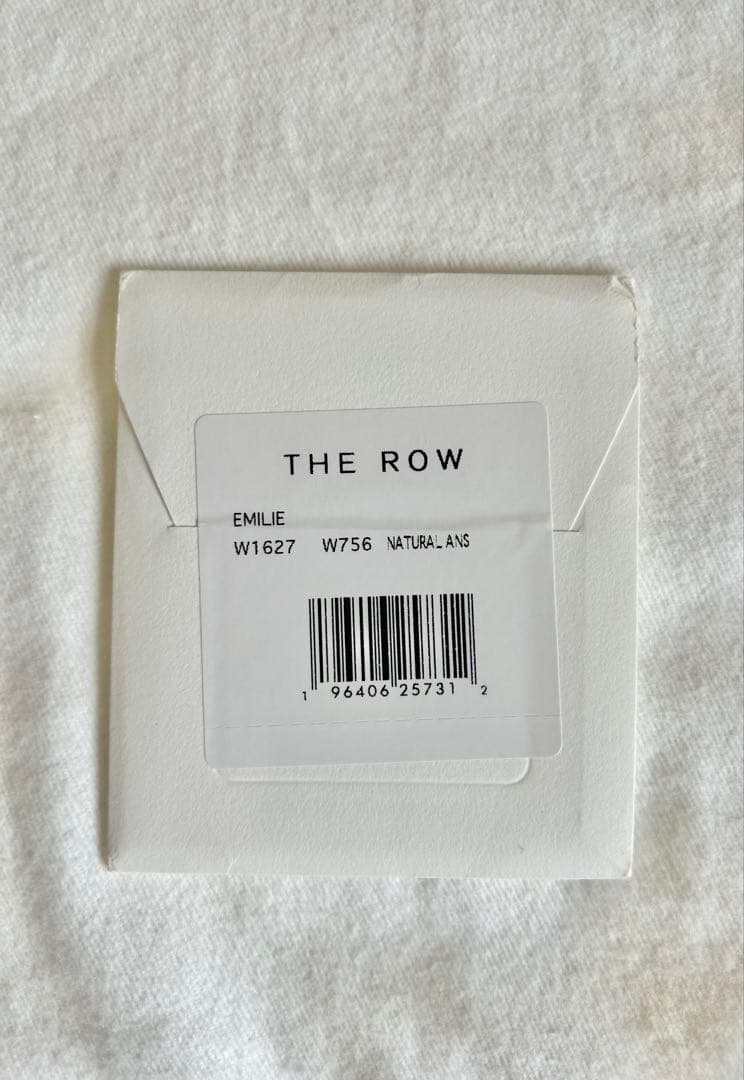 THE ROW
EMILIE
W1627 W756 NATURAL ANS
1 96406 25731 2